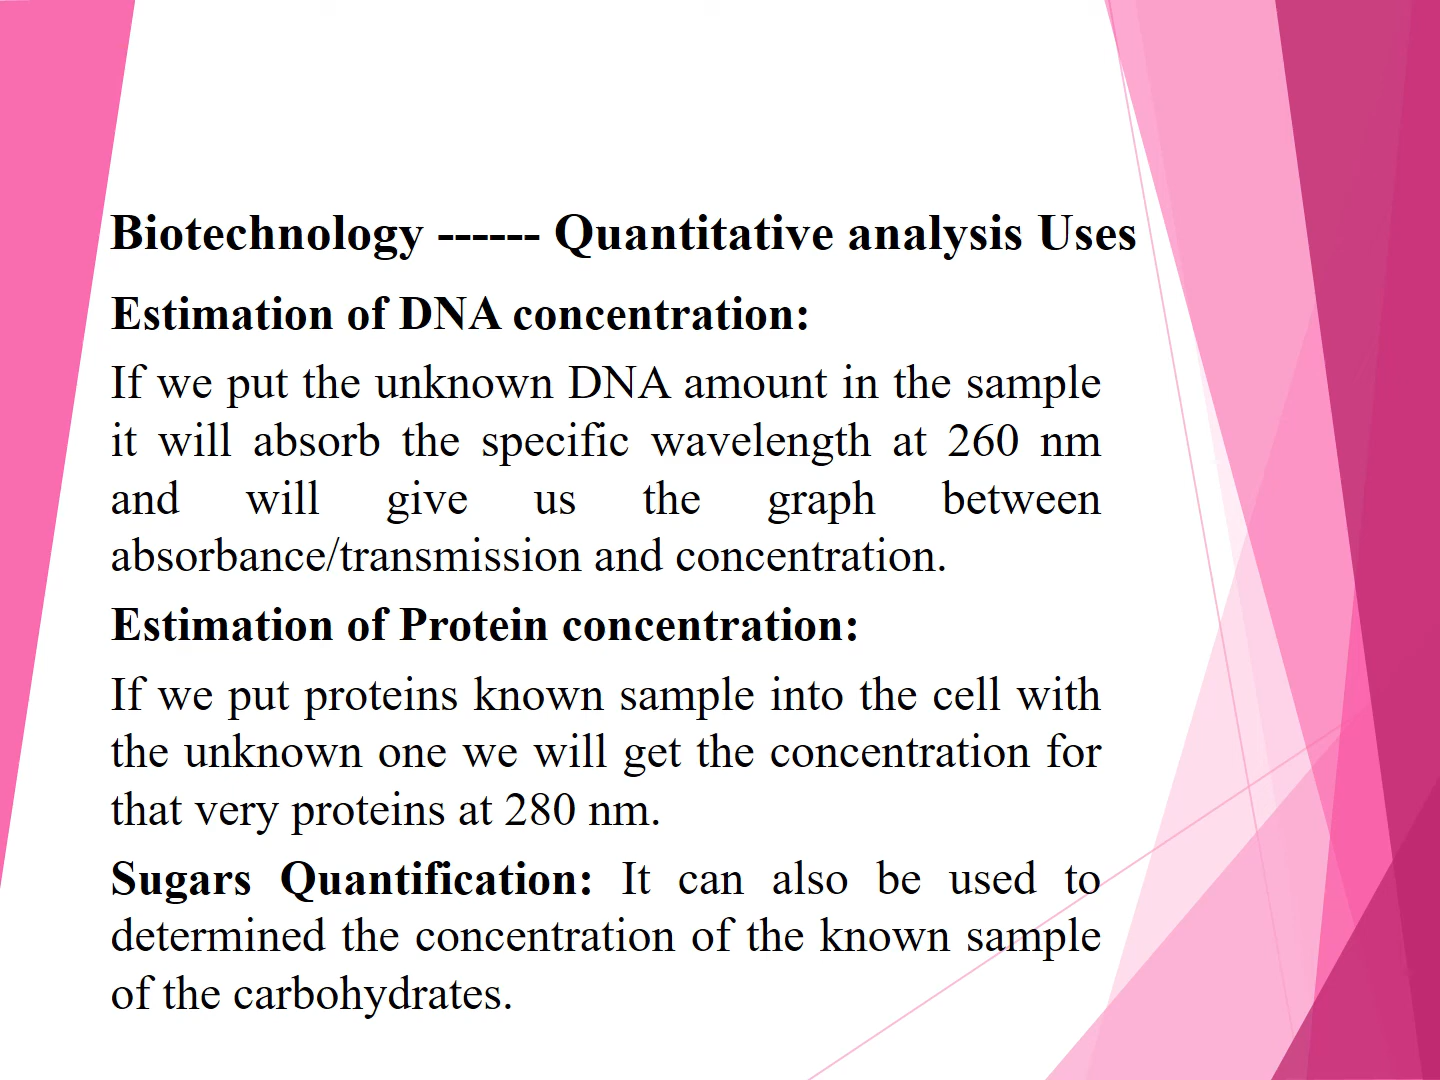 Biotechnology ------ Quantitative analysis Uses
Estimation of DNA concentration:
If we put the unknown DNA amount in the sample
it will absorb the specific wavelength at 260 nm
and will give us the graph between
absorbance/transmission and concentration.
Estimation of Protein concentration:
If we put proteins known sample into the cell with
the unknown one we will get the concentration for
that very proteins at 280 nm.
Sugars Quantification: It can also be used to
determined the concentration of the known sample
of the carbohydrates.